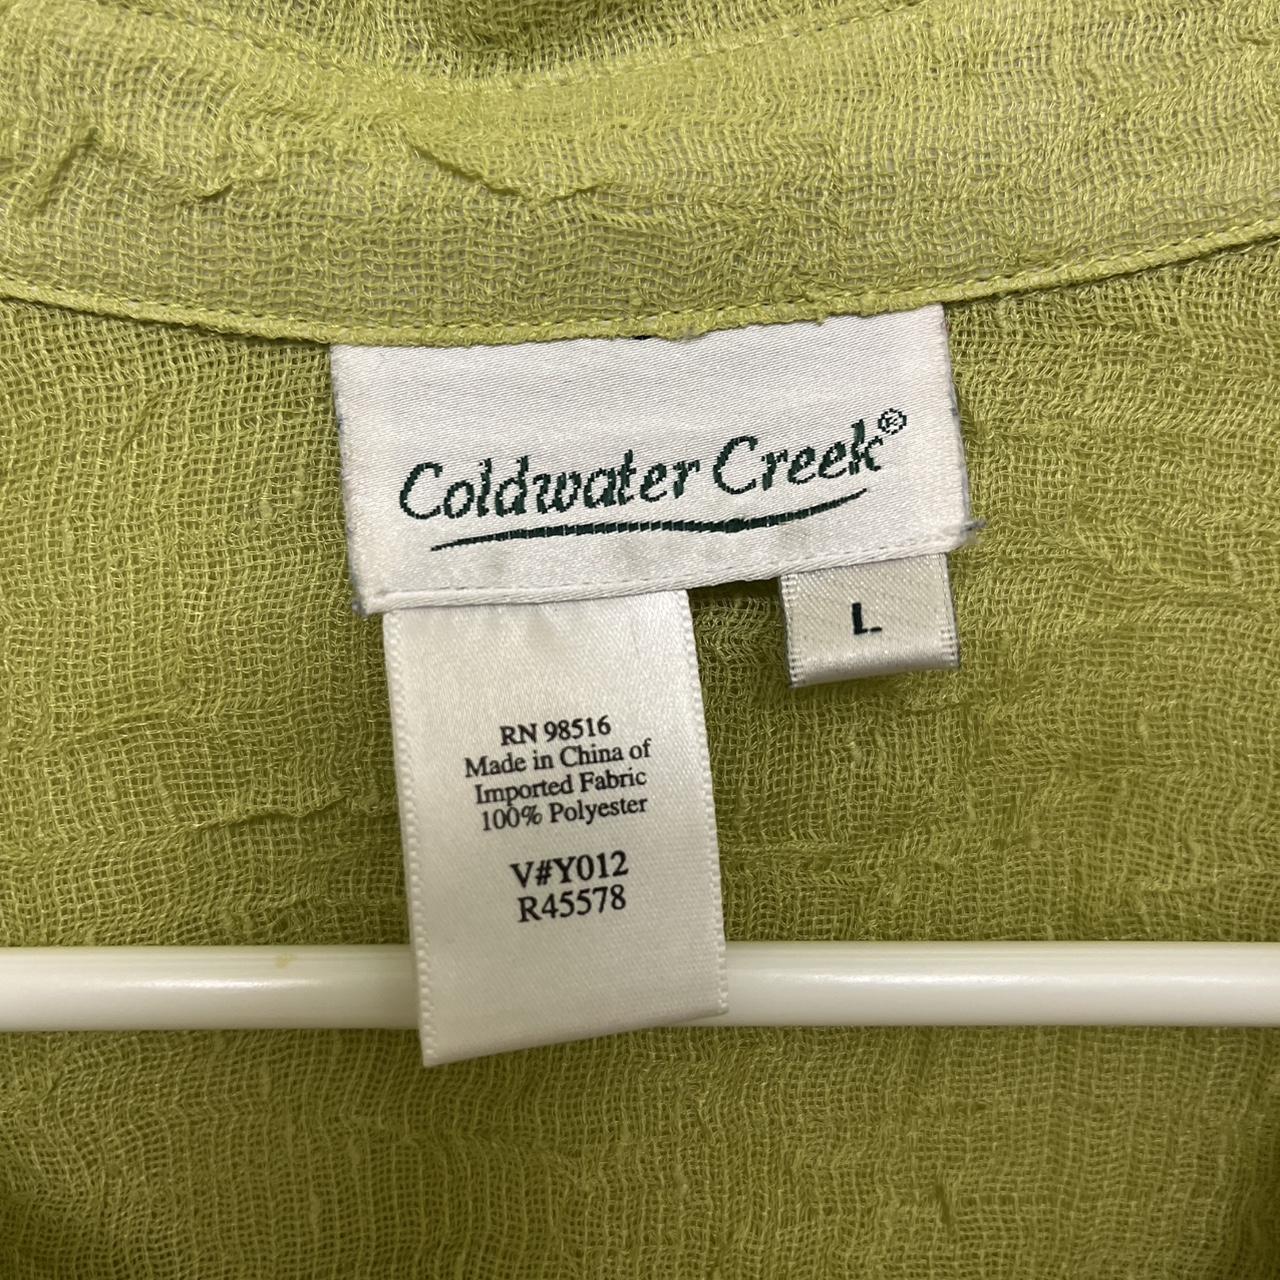 Coldwater Creek®
L
RN 98516
Made in China of
Imported Fabric
100% Polyester
V#Y012
R45578